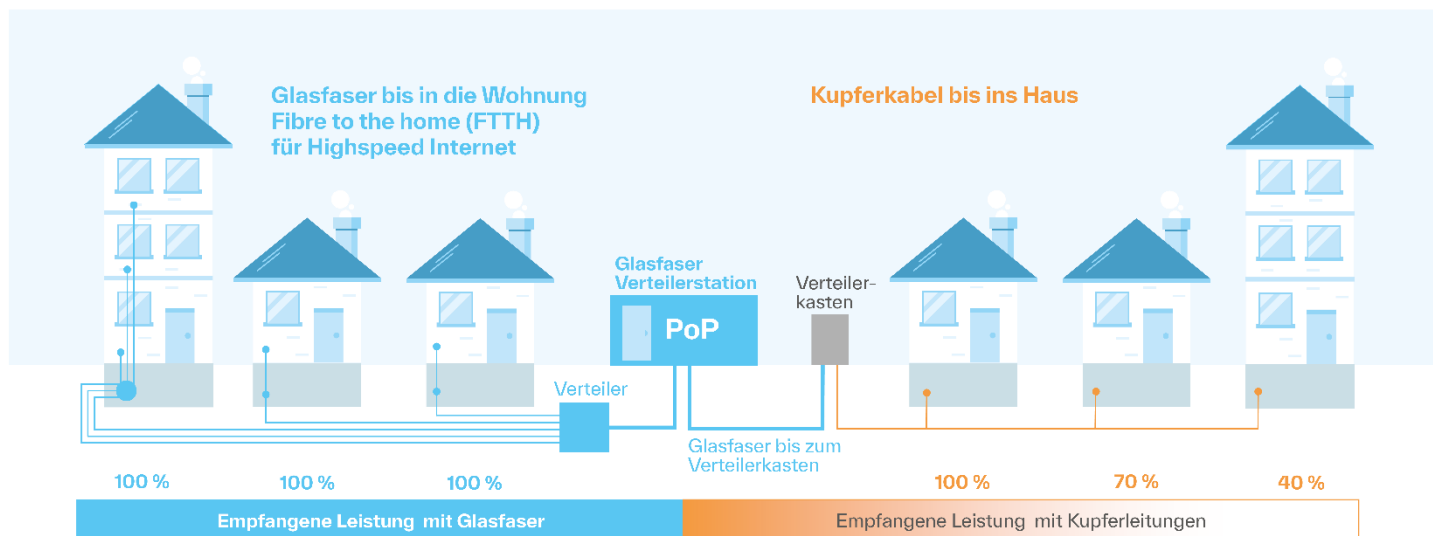 Glasfaser bis in die Wohnung
Fibre to the home (FTTH)
für Highspeed Internet
Kupferkabel bis ins Haus
Glasfaser
Verteilerstation
PoP
Verteiler-
kasten
Verteiler
Glasfaser bis zum
Verteilerkasten
100 %
100 %
100 %
100 %
70 %
40 %
Empfangene Leistung mit Glasfaser
Empfangene Leistung mit Kupferleitungen